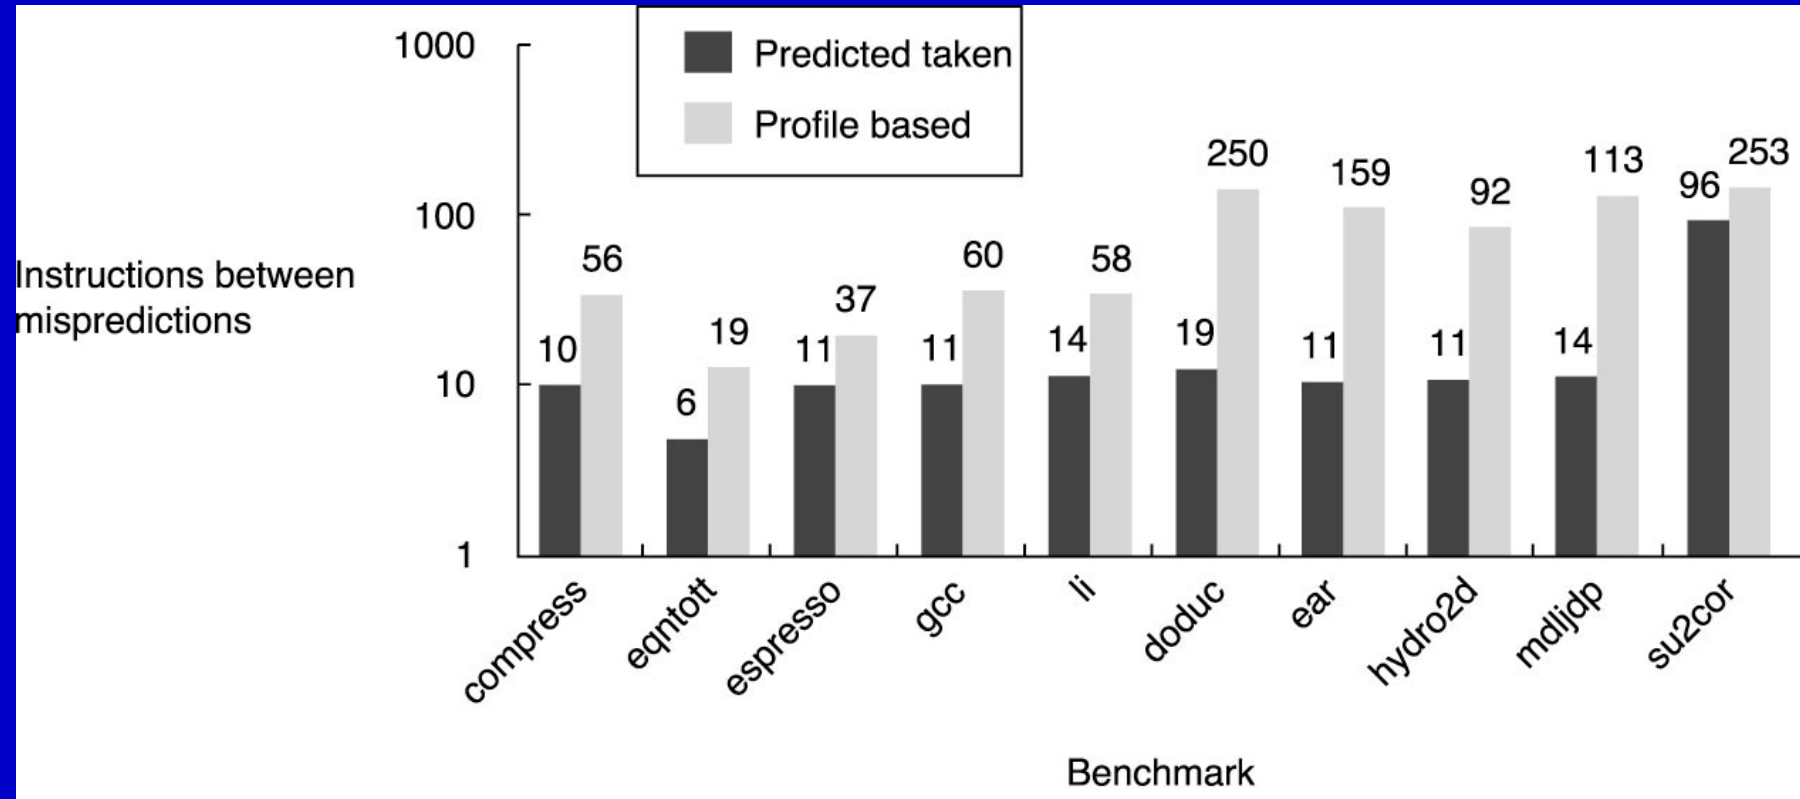 1000
Predicted taken
Profile based
250
253
159
113
96
92
100
56
60
58
Instructions between
mispredictions
37
10
19
11
11
14
19
11
11
14
10
6
1
compress
eqntott
espresso
gcc
li
doduc
ear
hydro2d
mdljdp
su2cor
Benchmark